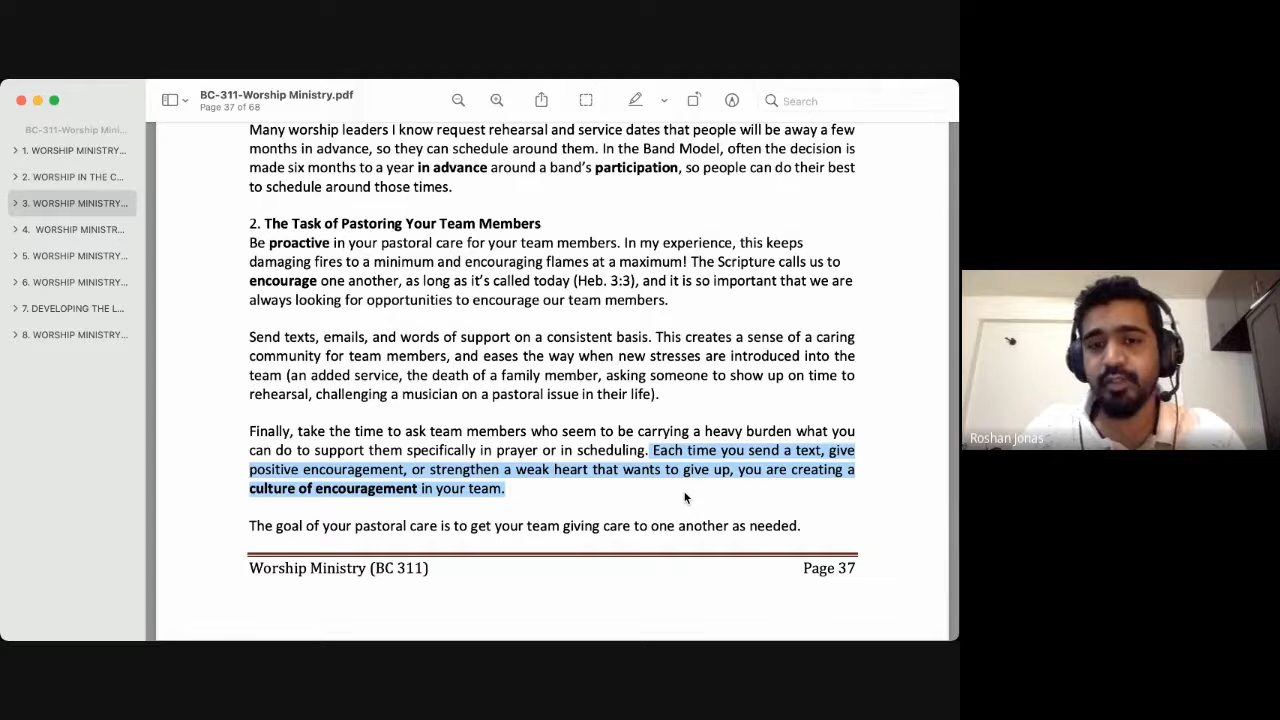 BC-311-Worship Ministry.pdf
Page 37 of 68
Search
BC-311-Worship Mini...
1. WORSHIP MINISTRY...
2. WORSHIP IN THE C...
3. WORSHIP MINISTRY...
4. WORSHIP MINISTR...
5. WORSHIP MINISTRY...
6. WORSHIP MINISTRY...
7. DEVELOPING THE L...
8. WORSHIP MINISTRY...
Many worship leaders I know request rehearsal and service dates that people will be away a few
months in advance, so they can schedule around them. In the Band Model, often the decision is
made six months to a year in advance around a band's participation, so people can do their best
to schedule around those times.
2. The Task of Pastoring Your Team Members
Be proactive in your pastoral care for your team members. In my experience, this keeps
damaging fires to a minimum and encouraging flames at a maximum! The Scripture calls us to
encourage one another, as long as it's called today (Heb. 3:3), and it is so important that we are
always looking for opportunities to encourage our team members.
Send texts, emails, and words of support on a consistent basis. This creates a sense of a caring
community for team members, and eases the way when new stresses are introduced into the
team (an added service, the death of a family member, asking someone to show up on time to
rehearsal, challenging a musician on a pastoral issue in their life).
Finally, take the time to ask team members who seem to be carrying a heavy burden what you
can do to support them specifically in prayer or in scheduling. Each time you send a text, give
positive encouragement, or strengthen a weak heart that wants to give up, you are creating a
culture of encouragement in your team.
The goal of your pastoral care is to get your team giving care to one another as needed.
Worship Ministry (BC 311)
Page 37
Roshan Jonas